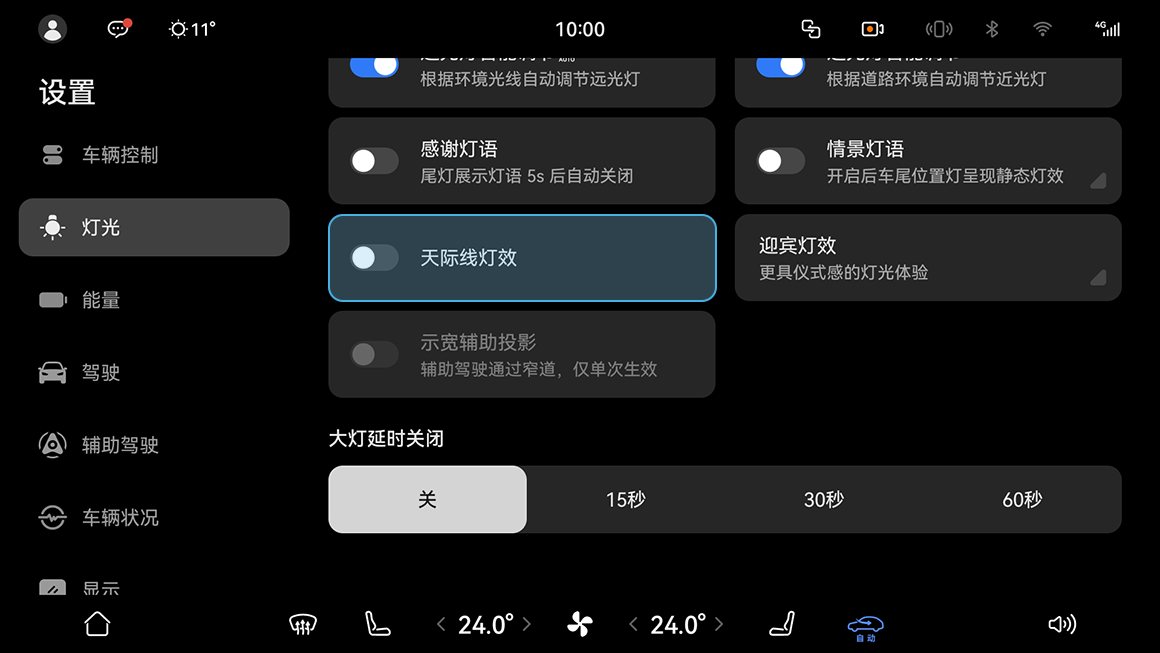 11°
10:00
4G
设置
根据环境光线自动调节远光灯
根据道路环境自动调节近光灯
车辆控制
感谢灯语
尾灯展示灯语 5s 后自动关闭
情景灯语
开启后车尾位置灯呈现静态灯效
灯光
天际线灯效
迎宾灯效
更具仪式感的灯光体验
能量
示宽辅助投影
辅助驾驶通过窄道，仅单次生效
驾驶
辅助驾驶
大灯延时关闭
关
15秒
30秒
60秒
车辆状况
显示
24.0°
24.0°
自动